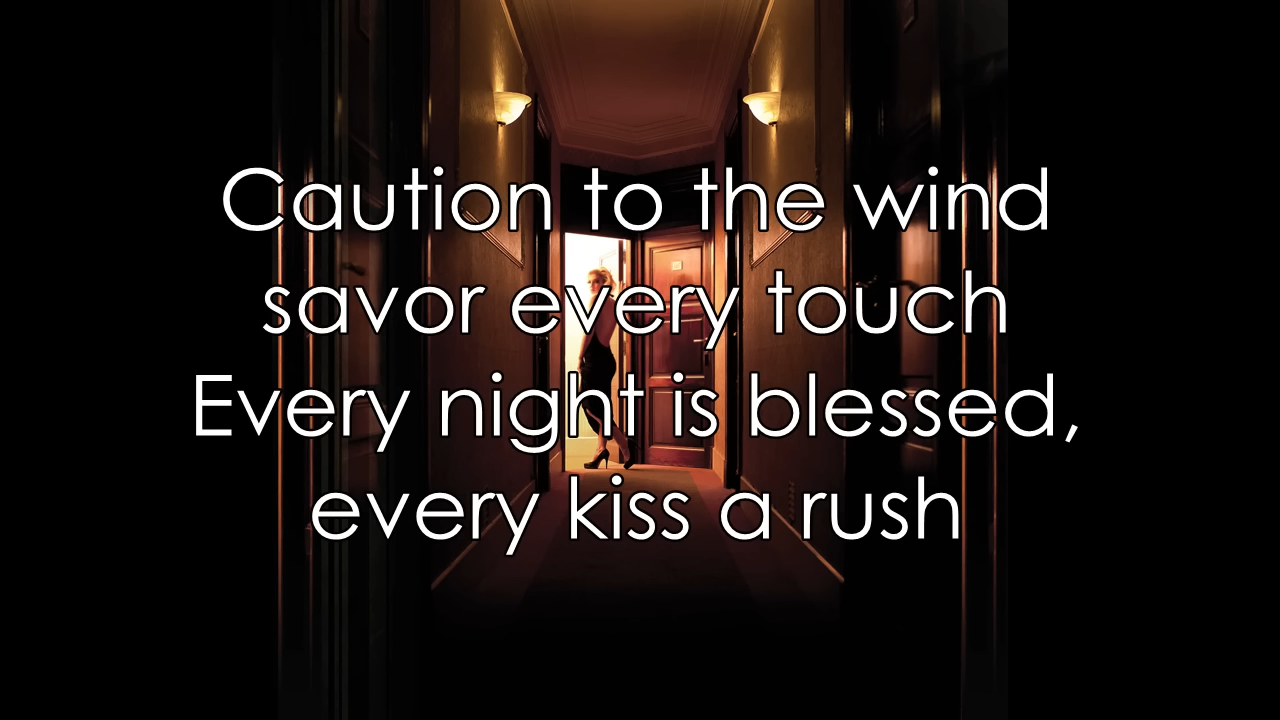 Caution to the wind
savor every touch
Every night is blessed,
every kiss a rush